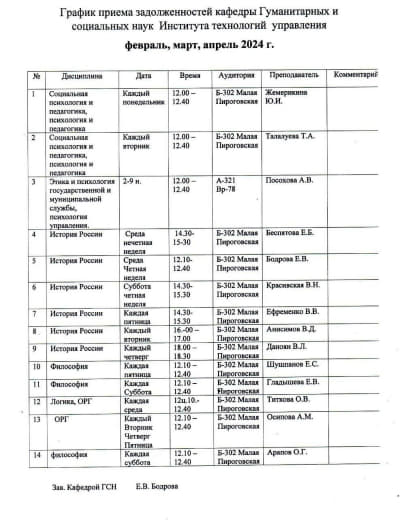 График приема задолженностей кафедры Гуманитарных и
социальных наук Института технологий управления
февраль, март, апрель 2024 г.
№ Дисциплина Дата Время Аудитория Преподаватель Комментарий
1 Социальная психология и педагогика, психология и педагогика Каждый понедельник 12.00 – 12.40 Б-302 Малая Пироговская Жемерикина Ю.И.
2 Социальная психология и педагогика, психология и педагогика Каждый вторник 12.00 – 12.40 Б-302 Малая Пироговская Талалуева Т.А.
3 Этика и психология государственной и муниципальной службы, психология управления. 2-9 н. 12.00 – 12.40 А-321 Вр-78 Посохова А.В.
4 История России Среда нечетная неделя 14.30- 15-30 Б-302 Малая Пироговская Беспятова Е.Б.
5 История России Среда Четная неделя 12.10- 12.40 Б-302 Малая Пироговская Бодрова Е.В.
6 История России Суббота четная неделя 14.30- 15.30 Б-302 Малая Пироговская Красивская В.Н.
7 История России Каждая пятница 14.30- 15.30 Б-302 Малая Пироговская Ефременко В.В.
8 История России Каждый вторник 16.-00 – 17.00 Б-302 Малая Пироговская Анисимов В.Д.
9 История России Каждый четверг 18.00 – 18.30 Б-302 Малая Пироговская Даноян В.Л.
10 Философия Каждая пятница 12.10 – 12.40 Б-302 Малая Пироговская Шушпанов Е.С.
11 Философия Каждая Суббота 12.10 – 12.40 Б-302 Малая Пироговская Гладышева Е.В.
12 Логика, ОРГ Каждая среда 12ц.10.- 12.40 Б-302 Малая Пироговская Титкова О.В.
13 ОРГ Каждый Вторник Четверг Пятница 12.10 – 12.40 Б-302 Малая Пироговская Осипова А.М.
14 философия Каждая суббота 12.10 – 12.40 Б-302 Малая Пироговская Арапов О.Г.
Зав. Кафедрой ГСН Е.В. Бодрова